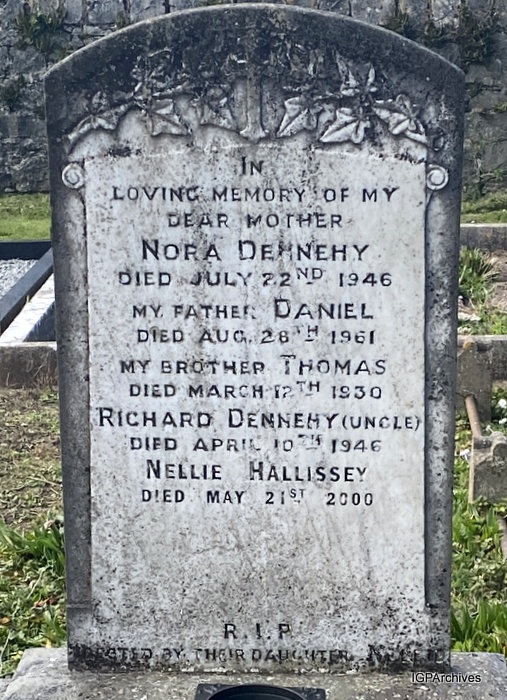 IN
LOVING MEMORY OF MY
DEAR MOTHER
NORA DENNEHY
DIED JULY 22ND 1946
MY FATHER DANIEL
DIED AUG. 28TH 1961
MY BROTHER THOMAS
DIED MARCH 12TH 1930
RICHARD DENNEHY (UNCLE)
DIED APRIL 10TH 1946
NELLIE HALLISSEY
DIED MAY 21ST 2000
R.I.P
ERECTED BY THEIR DAUGHTER
IGPArchives